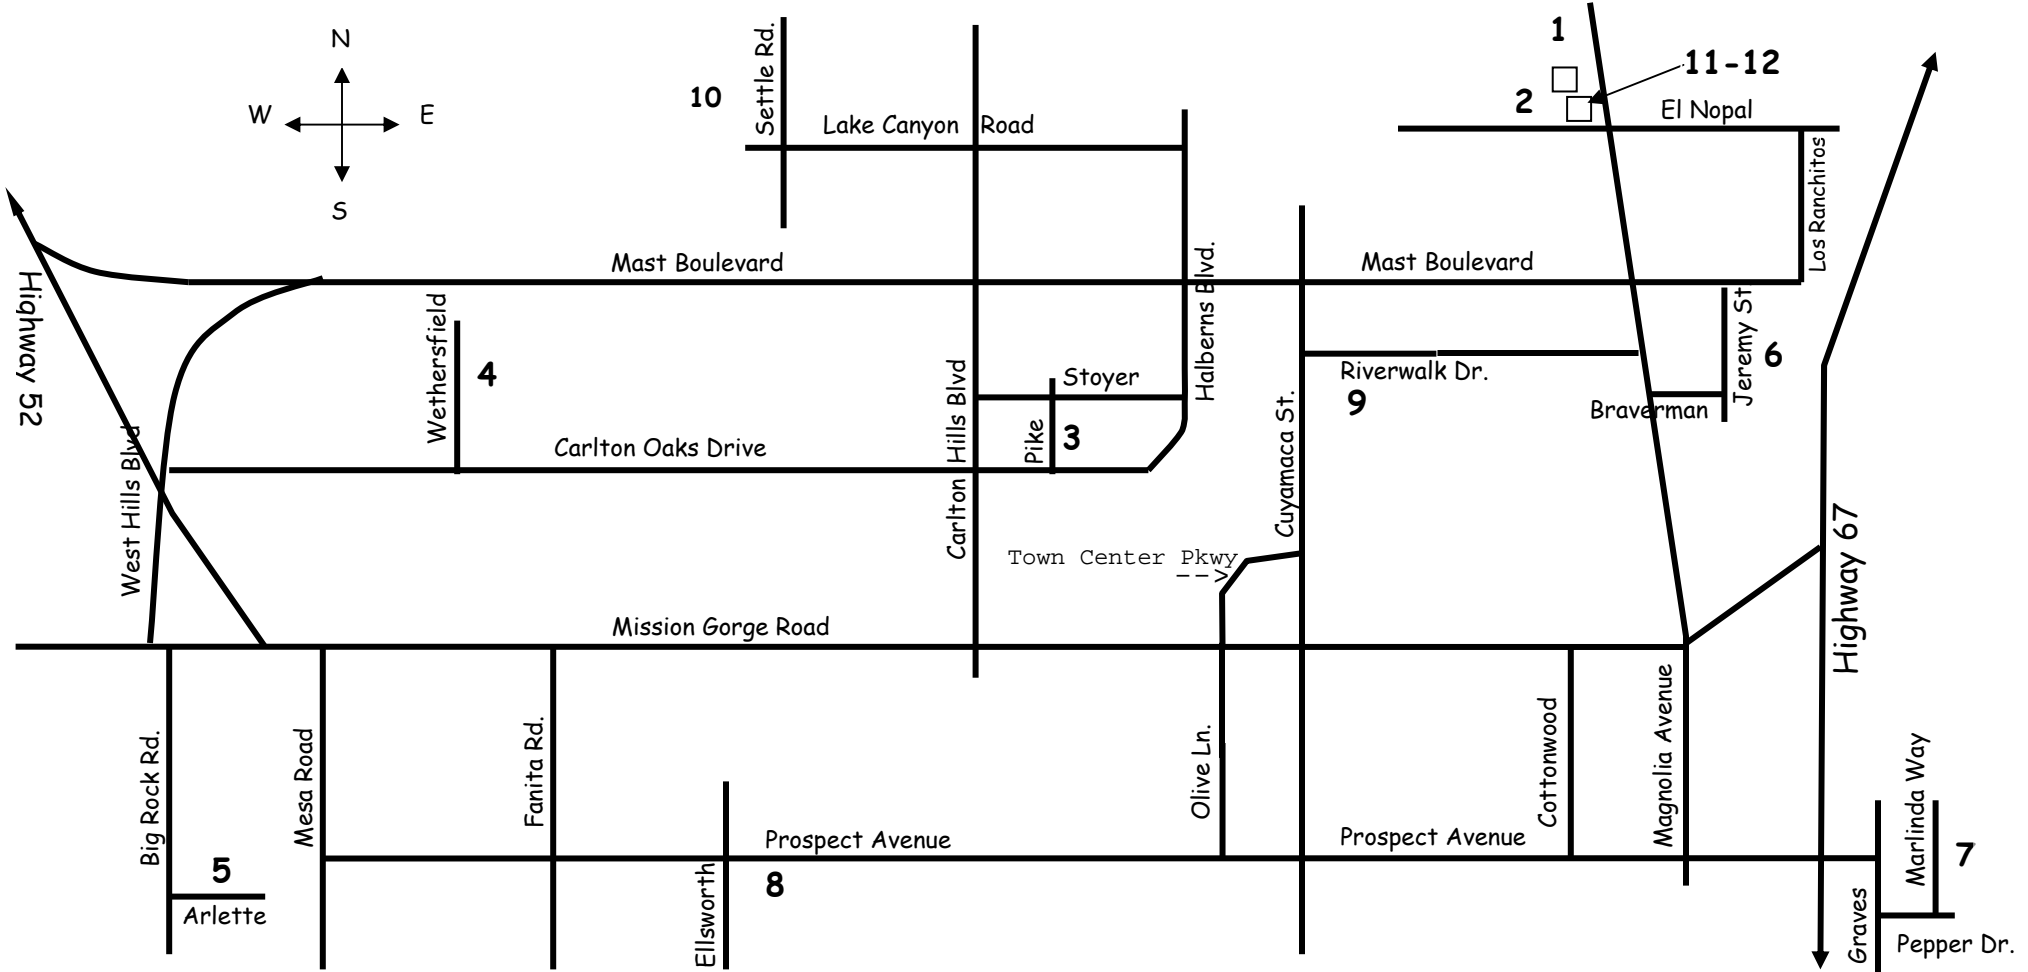 N
W
E
S
10
Settle Rd.
Lake Canyon Road
1
11-12
2
El Nopal
Los Ranchitos
Highway 52
Mast Boulevard
Mast Boulevard
Halberns Blvd.
Wethersfield
4
Carlton Hills Blvd
Stoyer
Pike
3
Riverwalk Dr.
9
Jeremy St
6
Braverman
Cuyamaca St.
Carlton Oaks Drive
West Hills Blvd
Carlton
Town Center Pkwy
-->
Highway 67
Mission Gorge Road
Big Rock Rd.
Mesa Road
Fanita Rd.
Olive Ln.
Cottonwood
Magnolia Avenue
Marlinda Way
7
Prospect Avenue
Prospect Avenue
5
Arlette
Ellsworth
8
Graves
Pepper Dr.